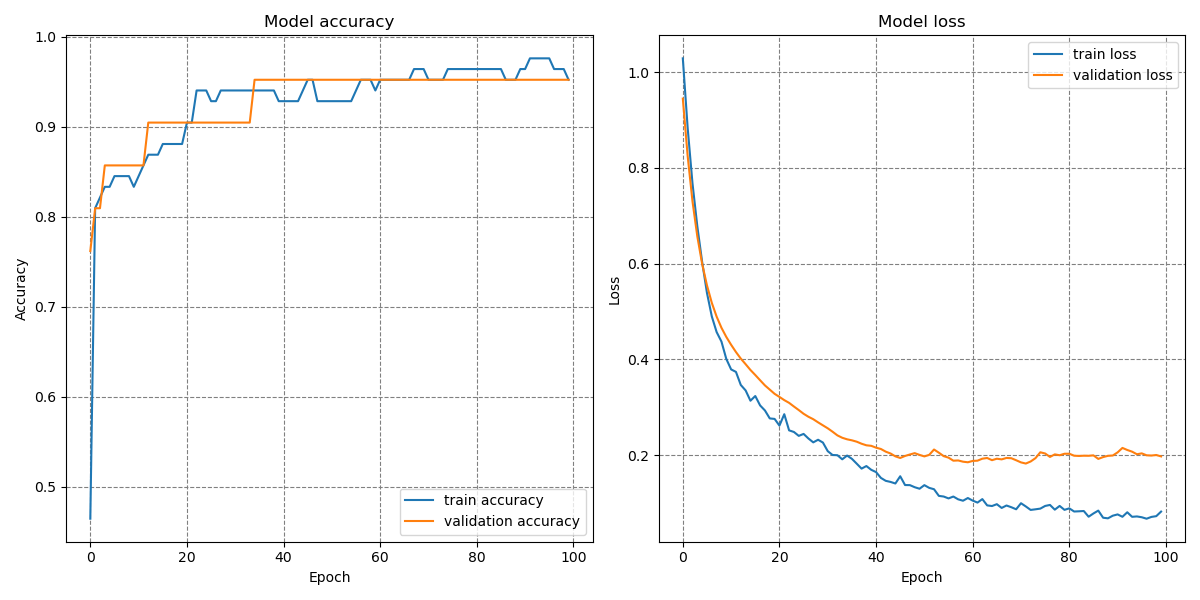 Model accuracy
1.0
0.9
0.8
0.7
0.6
0.5
Accuracy
0 20 40 60 80 100
Epoch
train accuracy
validation accuracy
Model loss
1.0
0.8
0.6
0.4
0.2
Loss
0 20 40 60 80 100
Epoch
train loss
validation loss